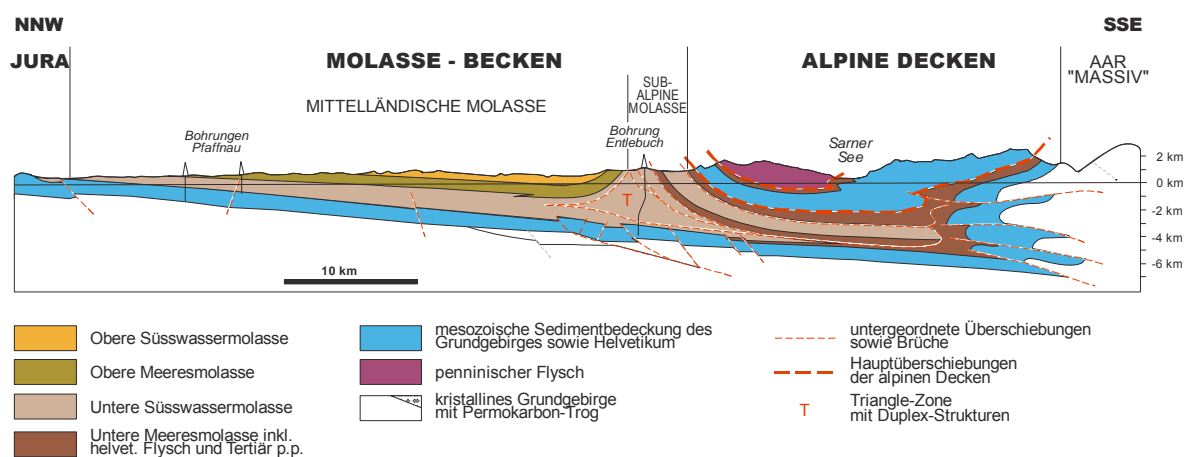 NNW
SSE
JURA
MOLASSE - BECKEN
ALPINE DECKEN
AAR
"MASSIV"
MITTELLÄNDISCHE MOLASSE
SUB-
ALPINE
MOLASSE
Bohrungen
Pfaffnau
Bohrung
Entlebuch
Sarner
See
2 km
0 km
-2 km
-4 km
-6 km
T
10 km
Obere Süsswassermolasse
Obere Meeresmolasse
Untere Süsswassermolasse
Untere Meeresmolasse inkl.
helvet. Flysch und Tertiär p.p.
mesozoische Sedimentbedeckung des
Grundgebirges sowie Helvetikum
penninischer Flysch
kristallines Grundgebirge
mit Permokarbon-Trog
untergeordnete Überschiebungen
sowie Brüche
Hauptüberschiebungen
der alpinen Decken
T
Triangle-Zone
mit Duplex-Strukturen